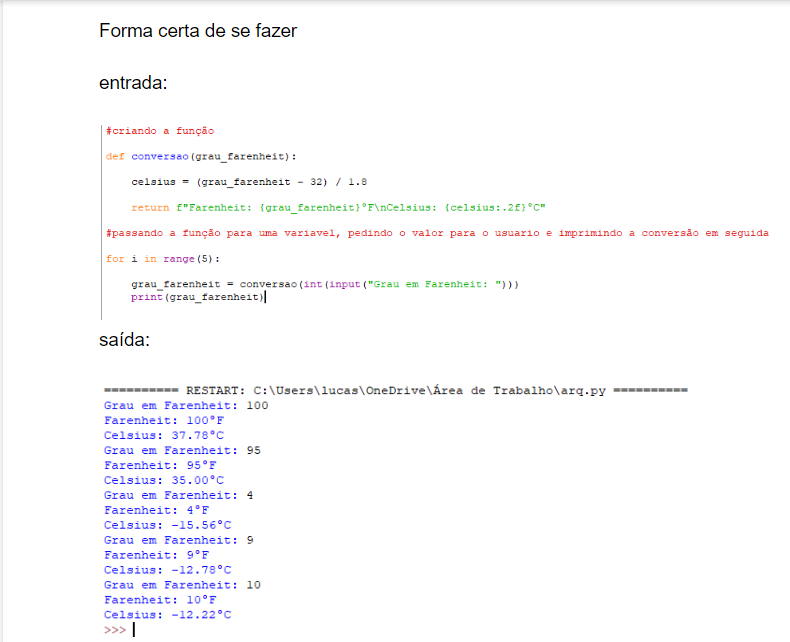 Forma certa de se fazer
entrada:
#criando a função
def conversao(grau_farenheit):
celsius = (grau_farenheit - 32) / 1.8
return f"Farenheit: {grau_farenheit}°F\nCelsius: {celsius:.2f}°C"
#passando a função para uma variavel, pedindo o valor para o usuario e imprimindo a conversão em seguida
for i in range(5):
grau_farenheit = conversao(int(input("Grau em Farenheit: ")))
print(grau_farenheit)
saída:
========== RESTART: C:\Users\lucas\OneDrive\Área de Trabalho\arq.py ==========
Grau em Farenheit: 100
Farenheit: 100°F
Celsius: 37.78°C
Grau em Farenheit: 95
Farenheit: 95°F
Celsius: 35.00°C
Grau em Farenheit: 4
Farenheit: 4°F
Celsius: -15.56°C
Grau em Farenheit: 9
Farenheit: 9°F
Celsius: -12.78°C
Grau em Farenheit: 10
Farenheit: 10°F
Celsius: -12.22°C
>>>